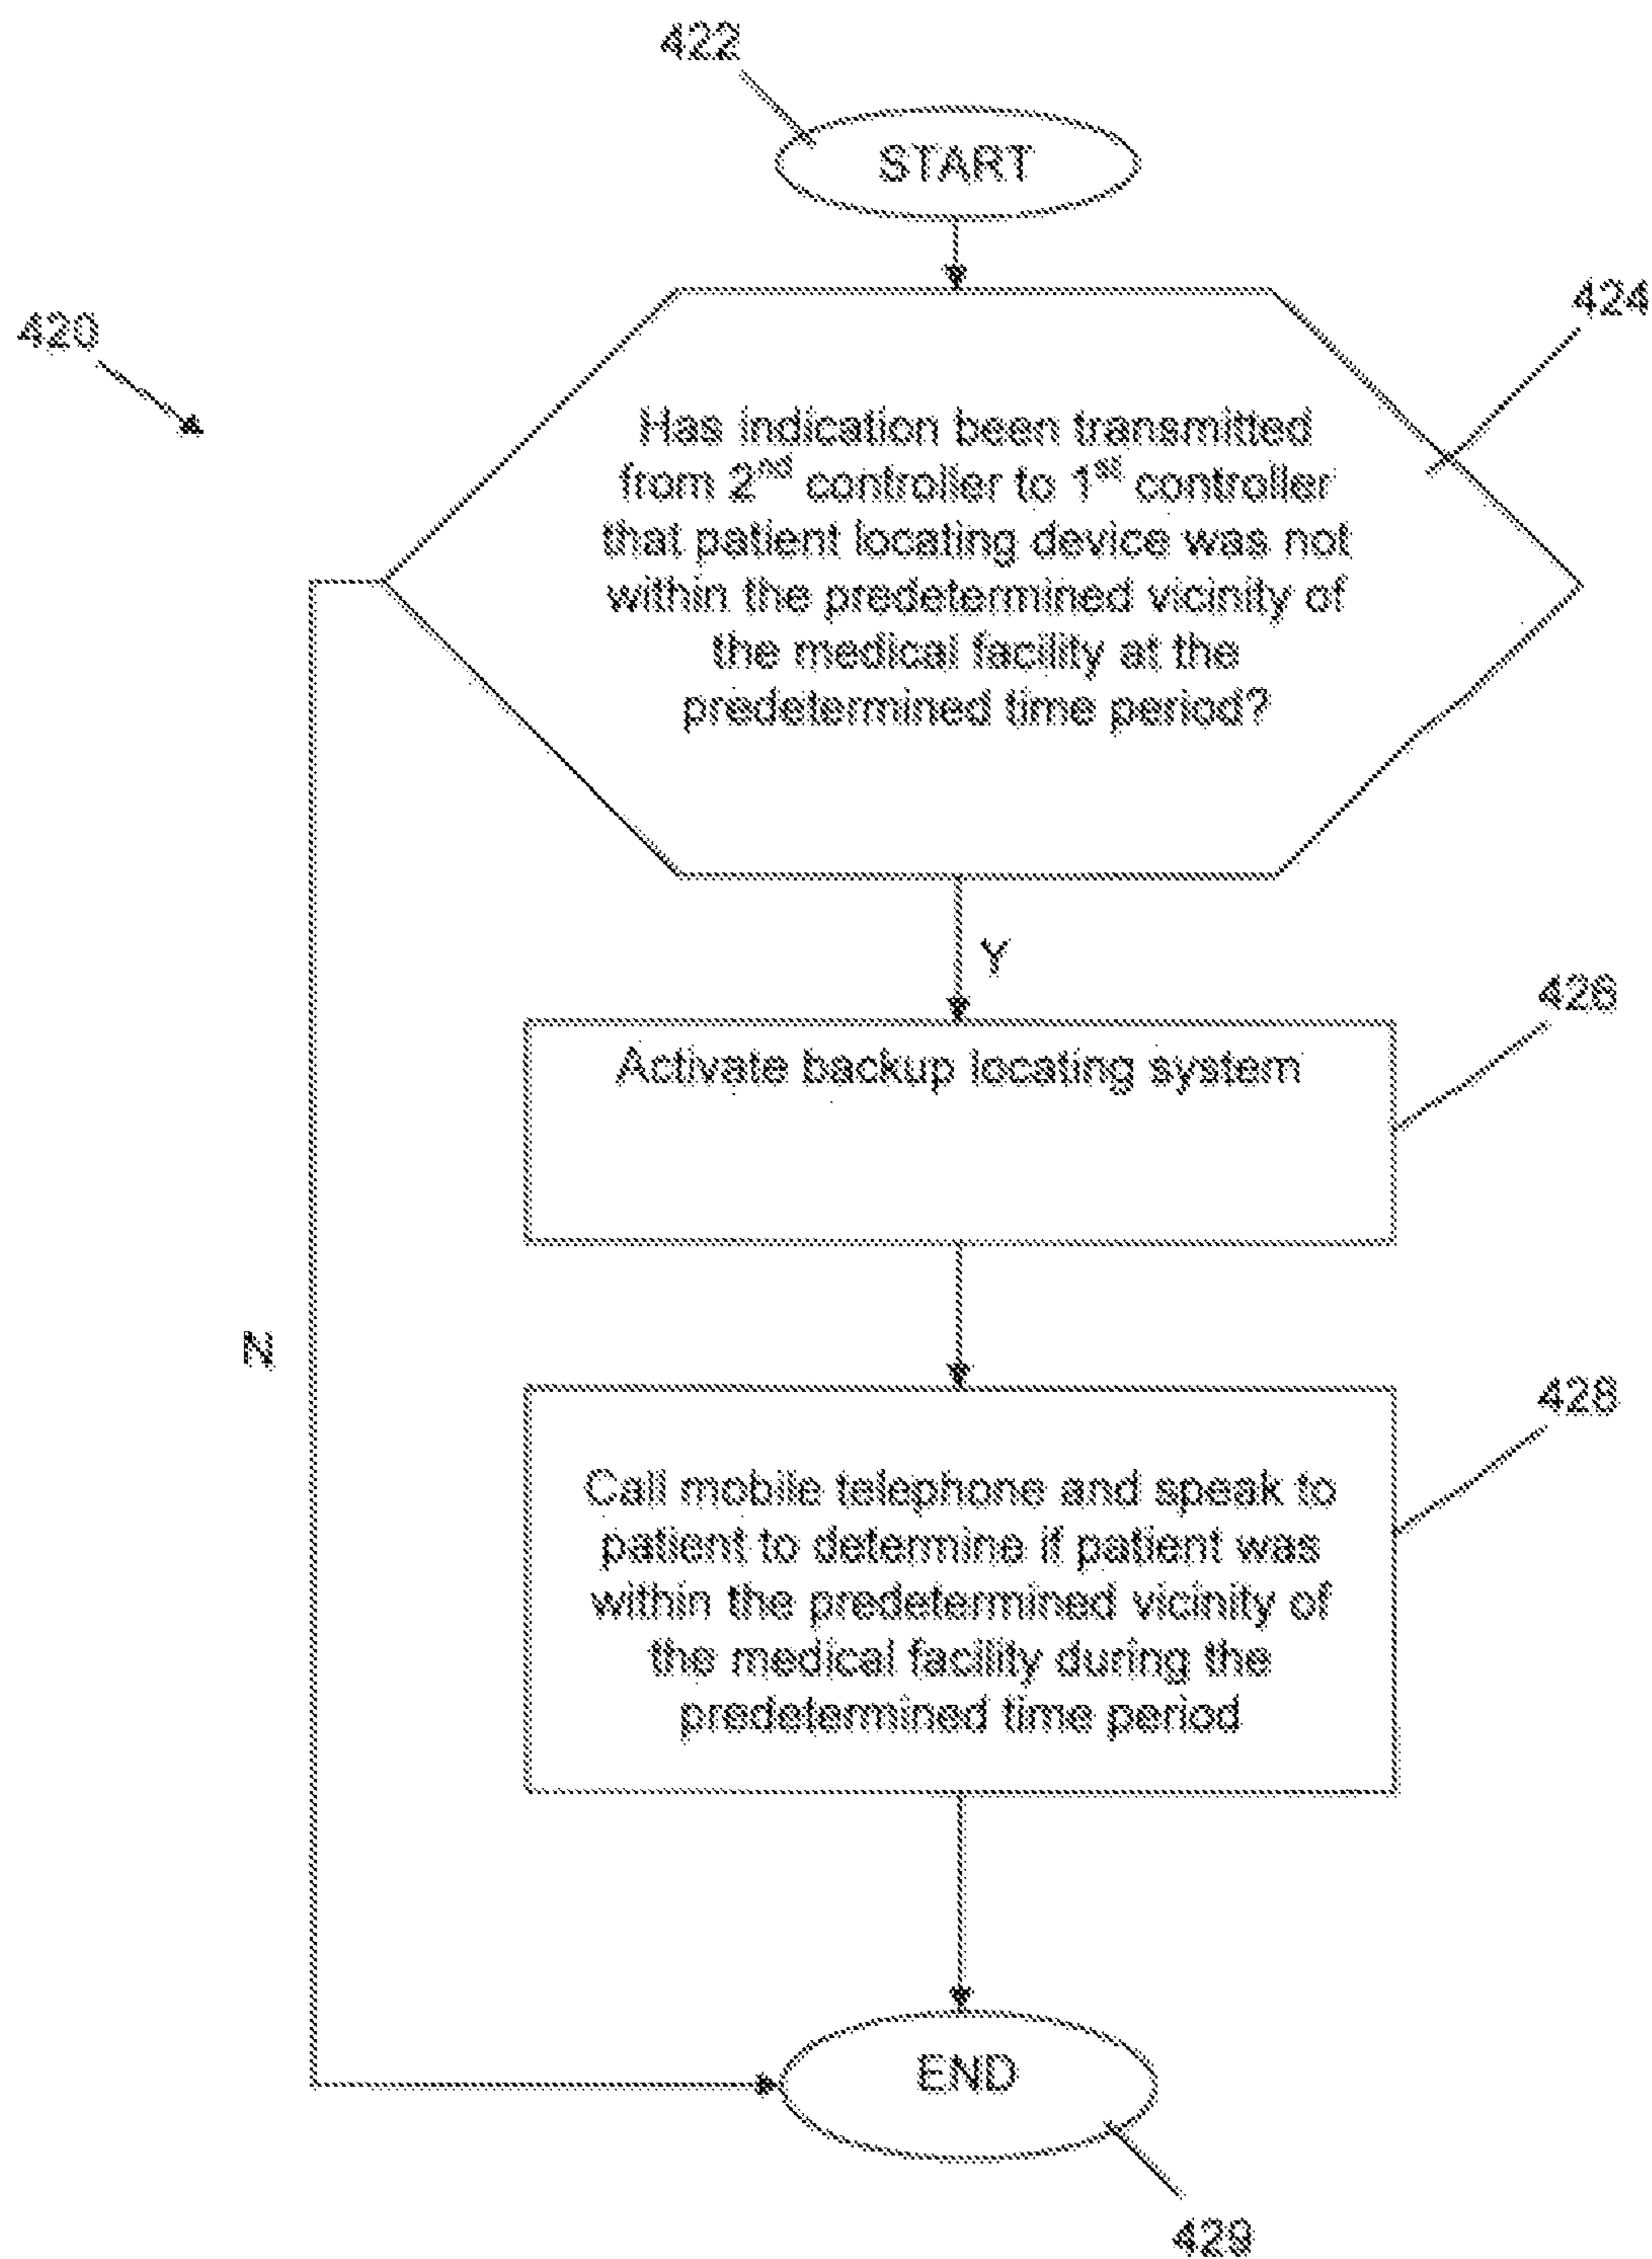 422
START
420
424
Has indication been transmitted
from 2nd controller to 1st controller
that patient locating device was not
within the predetermined vicinity of
the medical facility at the
predetermined time period?
Y
426
Activate backup locating system
N
428
Call mobile telephone and speak to
patient to determine if patient was
within the predetermined vicinity of
the medical facility during the
predetermined time period
END
429